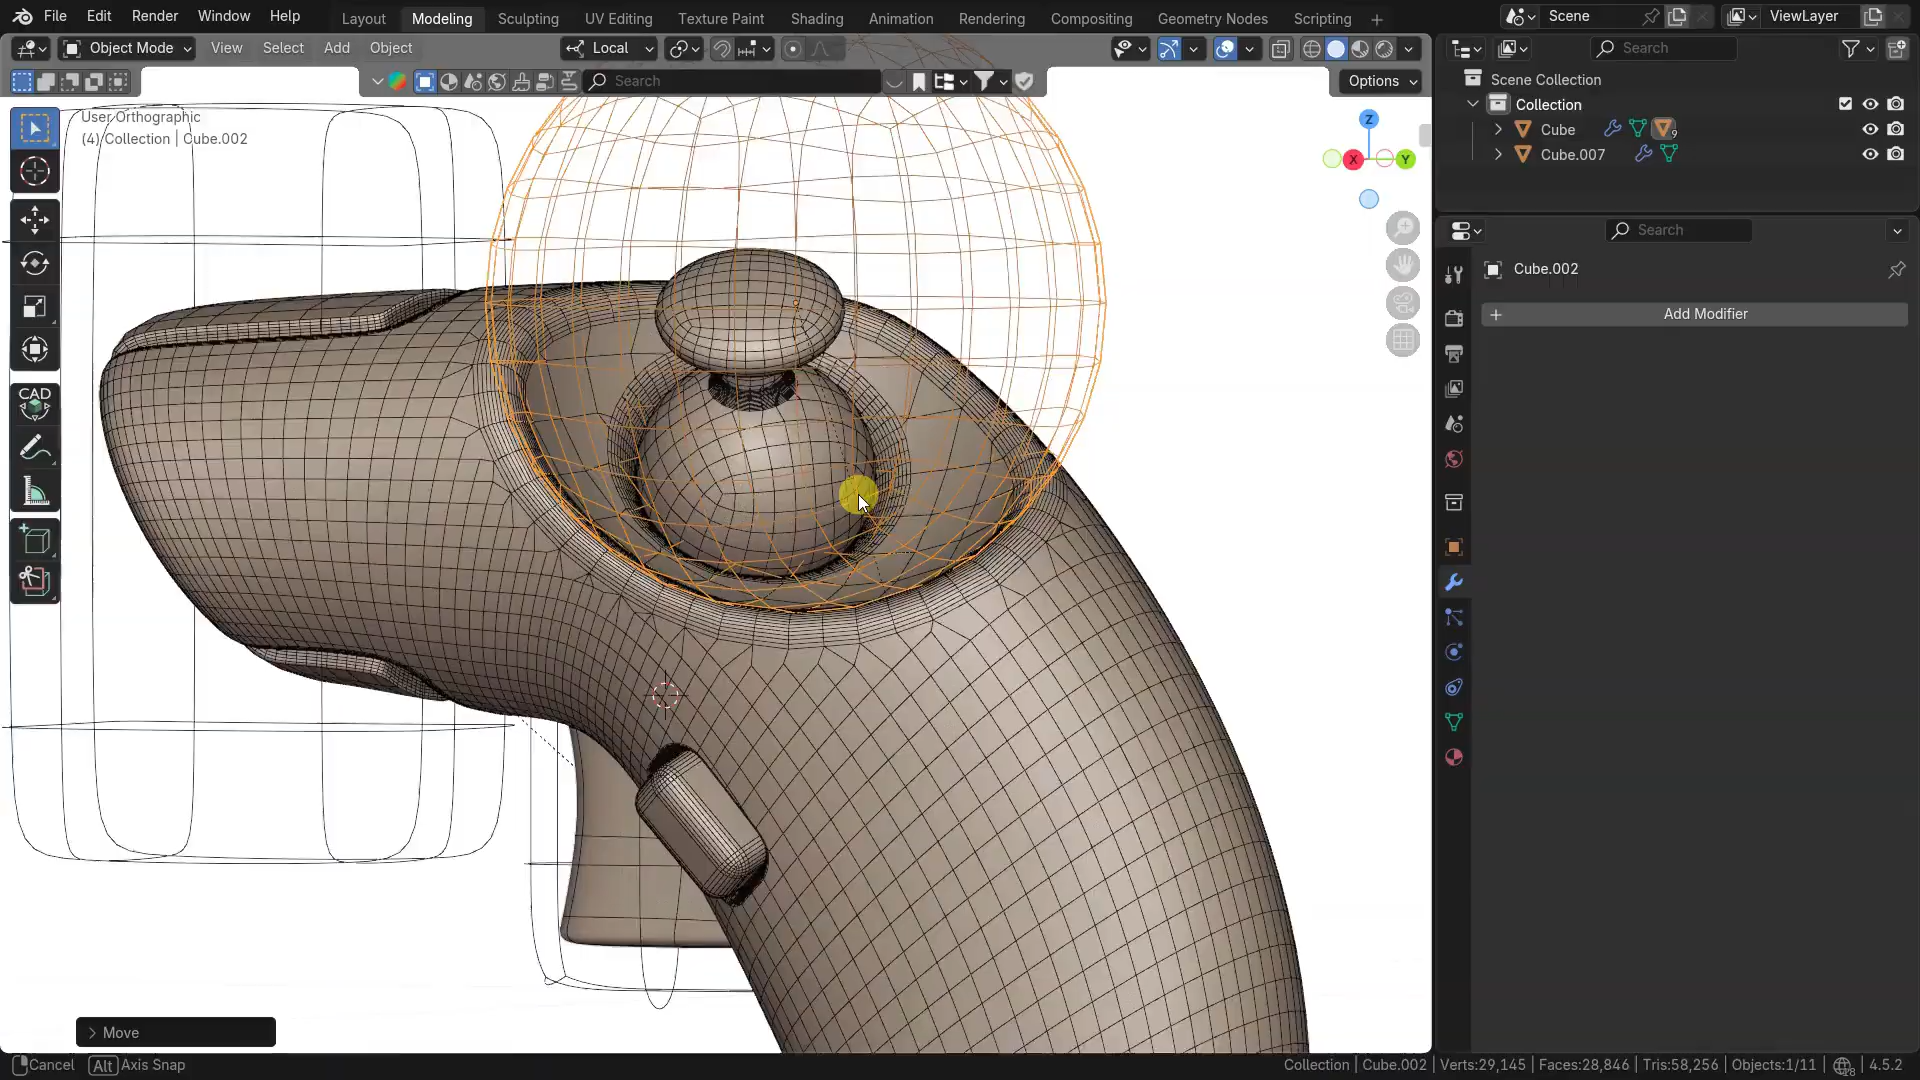 File Edit Render Window Help Layout Modeling Sculpting UV Editing Texture Paint Shading Animation Rendering Compositing Geometry Nodes Scripting + Scene ViewLayer
Object Mode View Select Add Object Local Search
Search Options
Scene Collection
Collection
Cube 9
Cube.007
User Orthographic
(4) Collection | Cube.002
Z
X Y
Search
Cube.002
+ Add Modifier
CAD
Move
Cancel Alt Axis Snap Collection | Cube.002 | Verts:29,145 | Faces:28,846 | Tris:58,256 | Objects:1/11 | 4.5.2